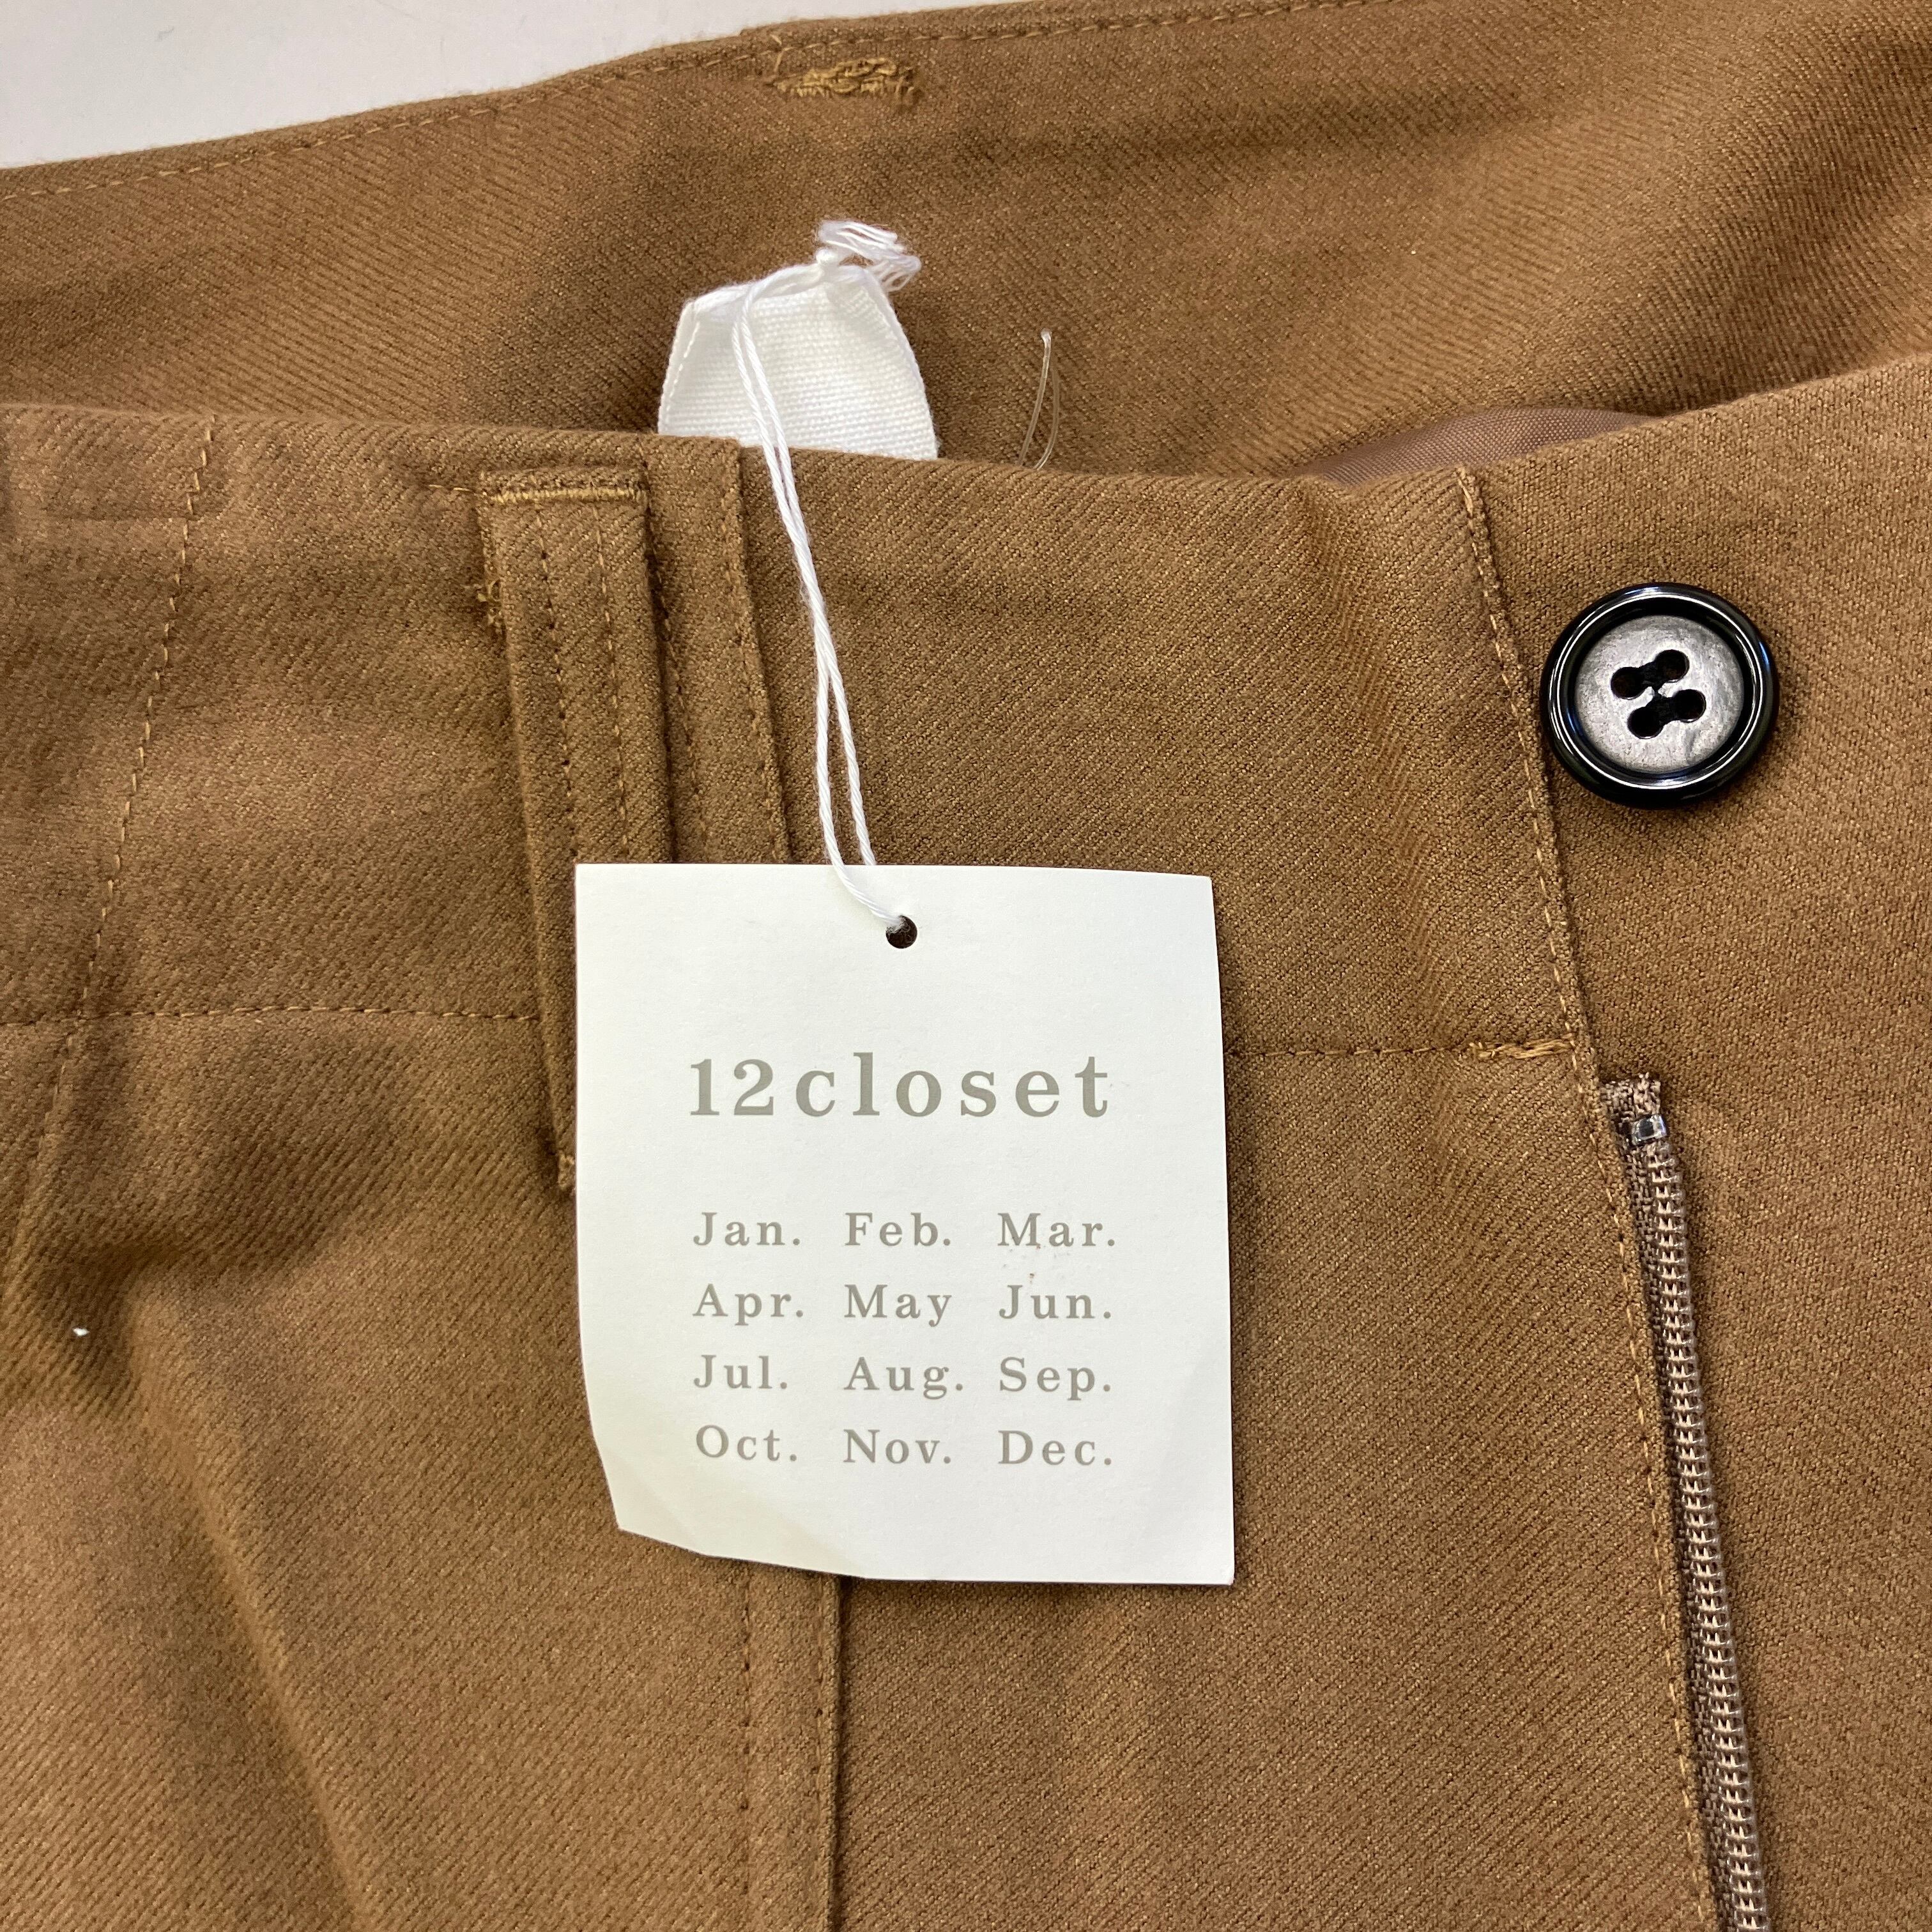 12closet
Jan. Feb. Mar.
Apr. May Jun.
Jul. Aug. Sep.
Oct. Nov. Dec.